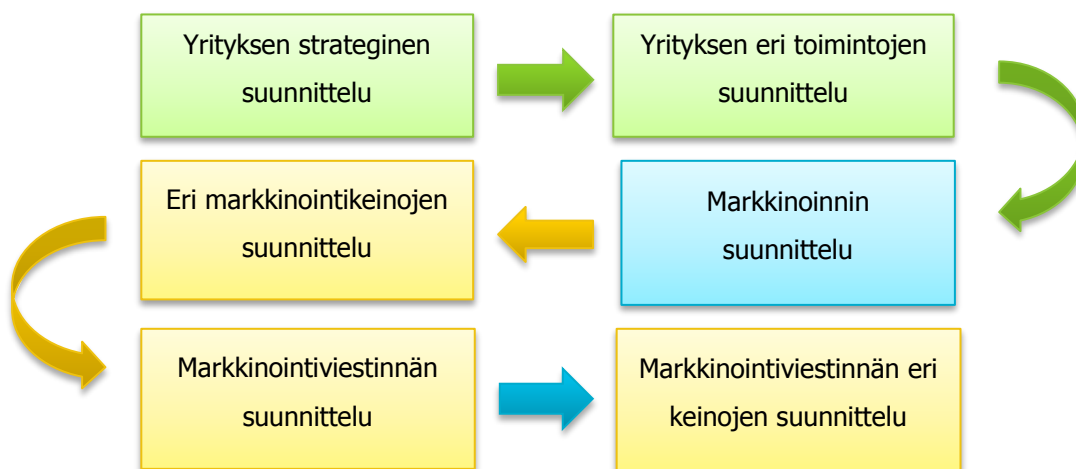 Yrityksen strateginen
suunnittelu
Yrityksen eri toimintojen
suunnittelu
Markkinoinnin
suunnittelu
Eri markkinointikeinojen
suunnittelu
Markkinointiviestinnän
suunnittelu
Markkinointiviestinnän eri
keinojen suunnittelu